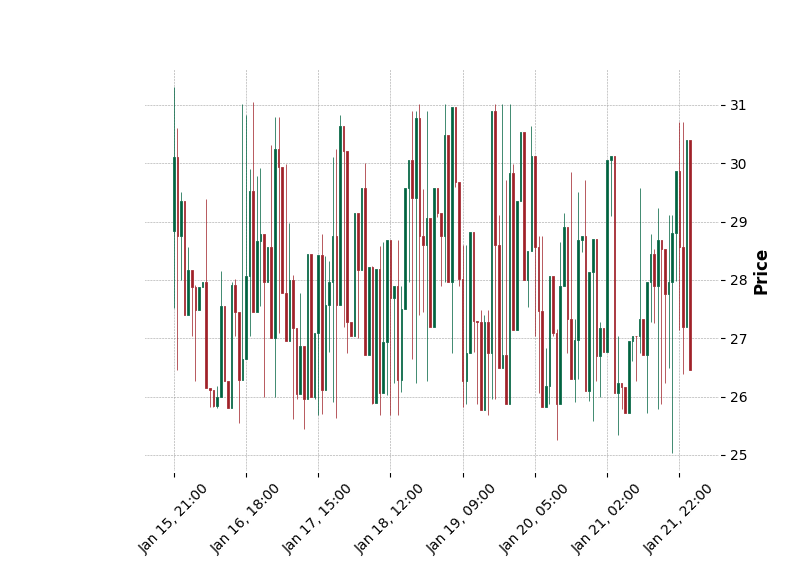 31
30
29
28
27
26
25
Price
Jan 15, 21:00
Jan 16, 18:00
Jan 17, 15:00
Jan 18, 12:00
Jan 19, 09:00
Jan 20, 05:00
Jan 21, 02:00
Jan 21, 22:00